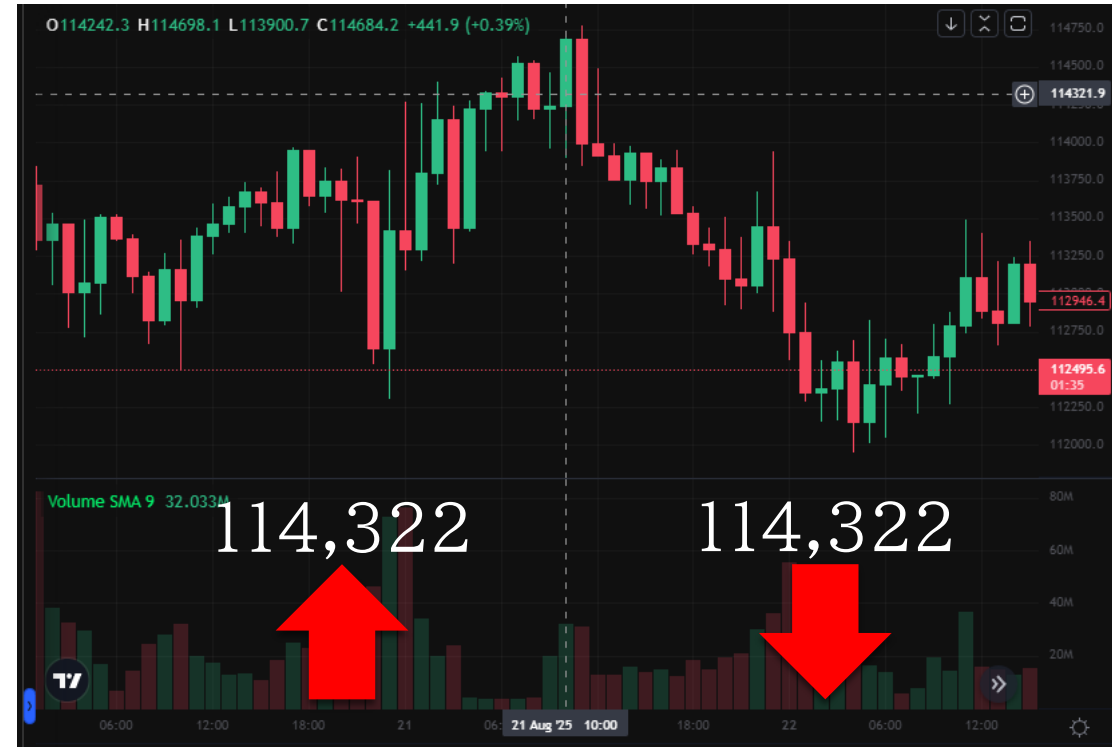 O114242.3 H114698.1 L113900.7 C114684.2 +441.9 (+0.39%)
114750.0
114500.0
114321.9
114000.0
113750.0
113500.0
113250.0
112946.4
112750.0
112495.6
01:35
112250.0
112000.0
Volume SMA 9 32.033M
80M
114,322 114,322
60M
40M
20M
06:00 12:00 18:00 21 06: 21 Aug '25 10:00 18:00 22 06:00 12:00